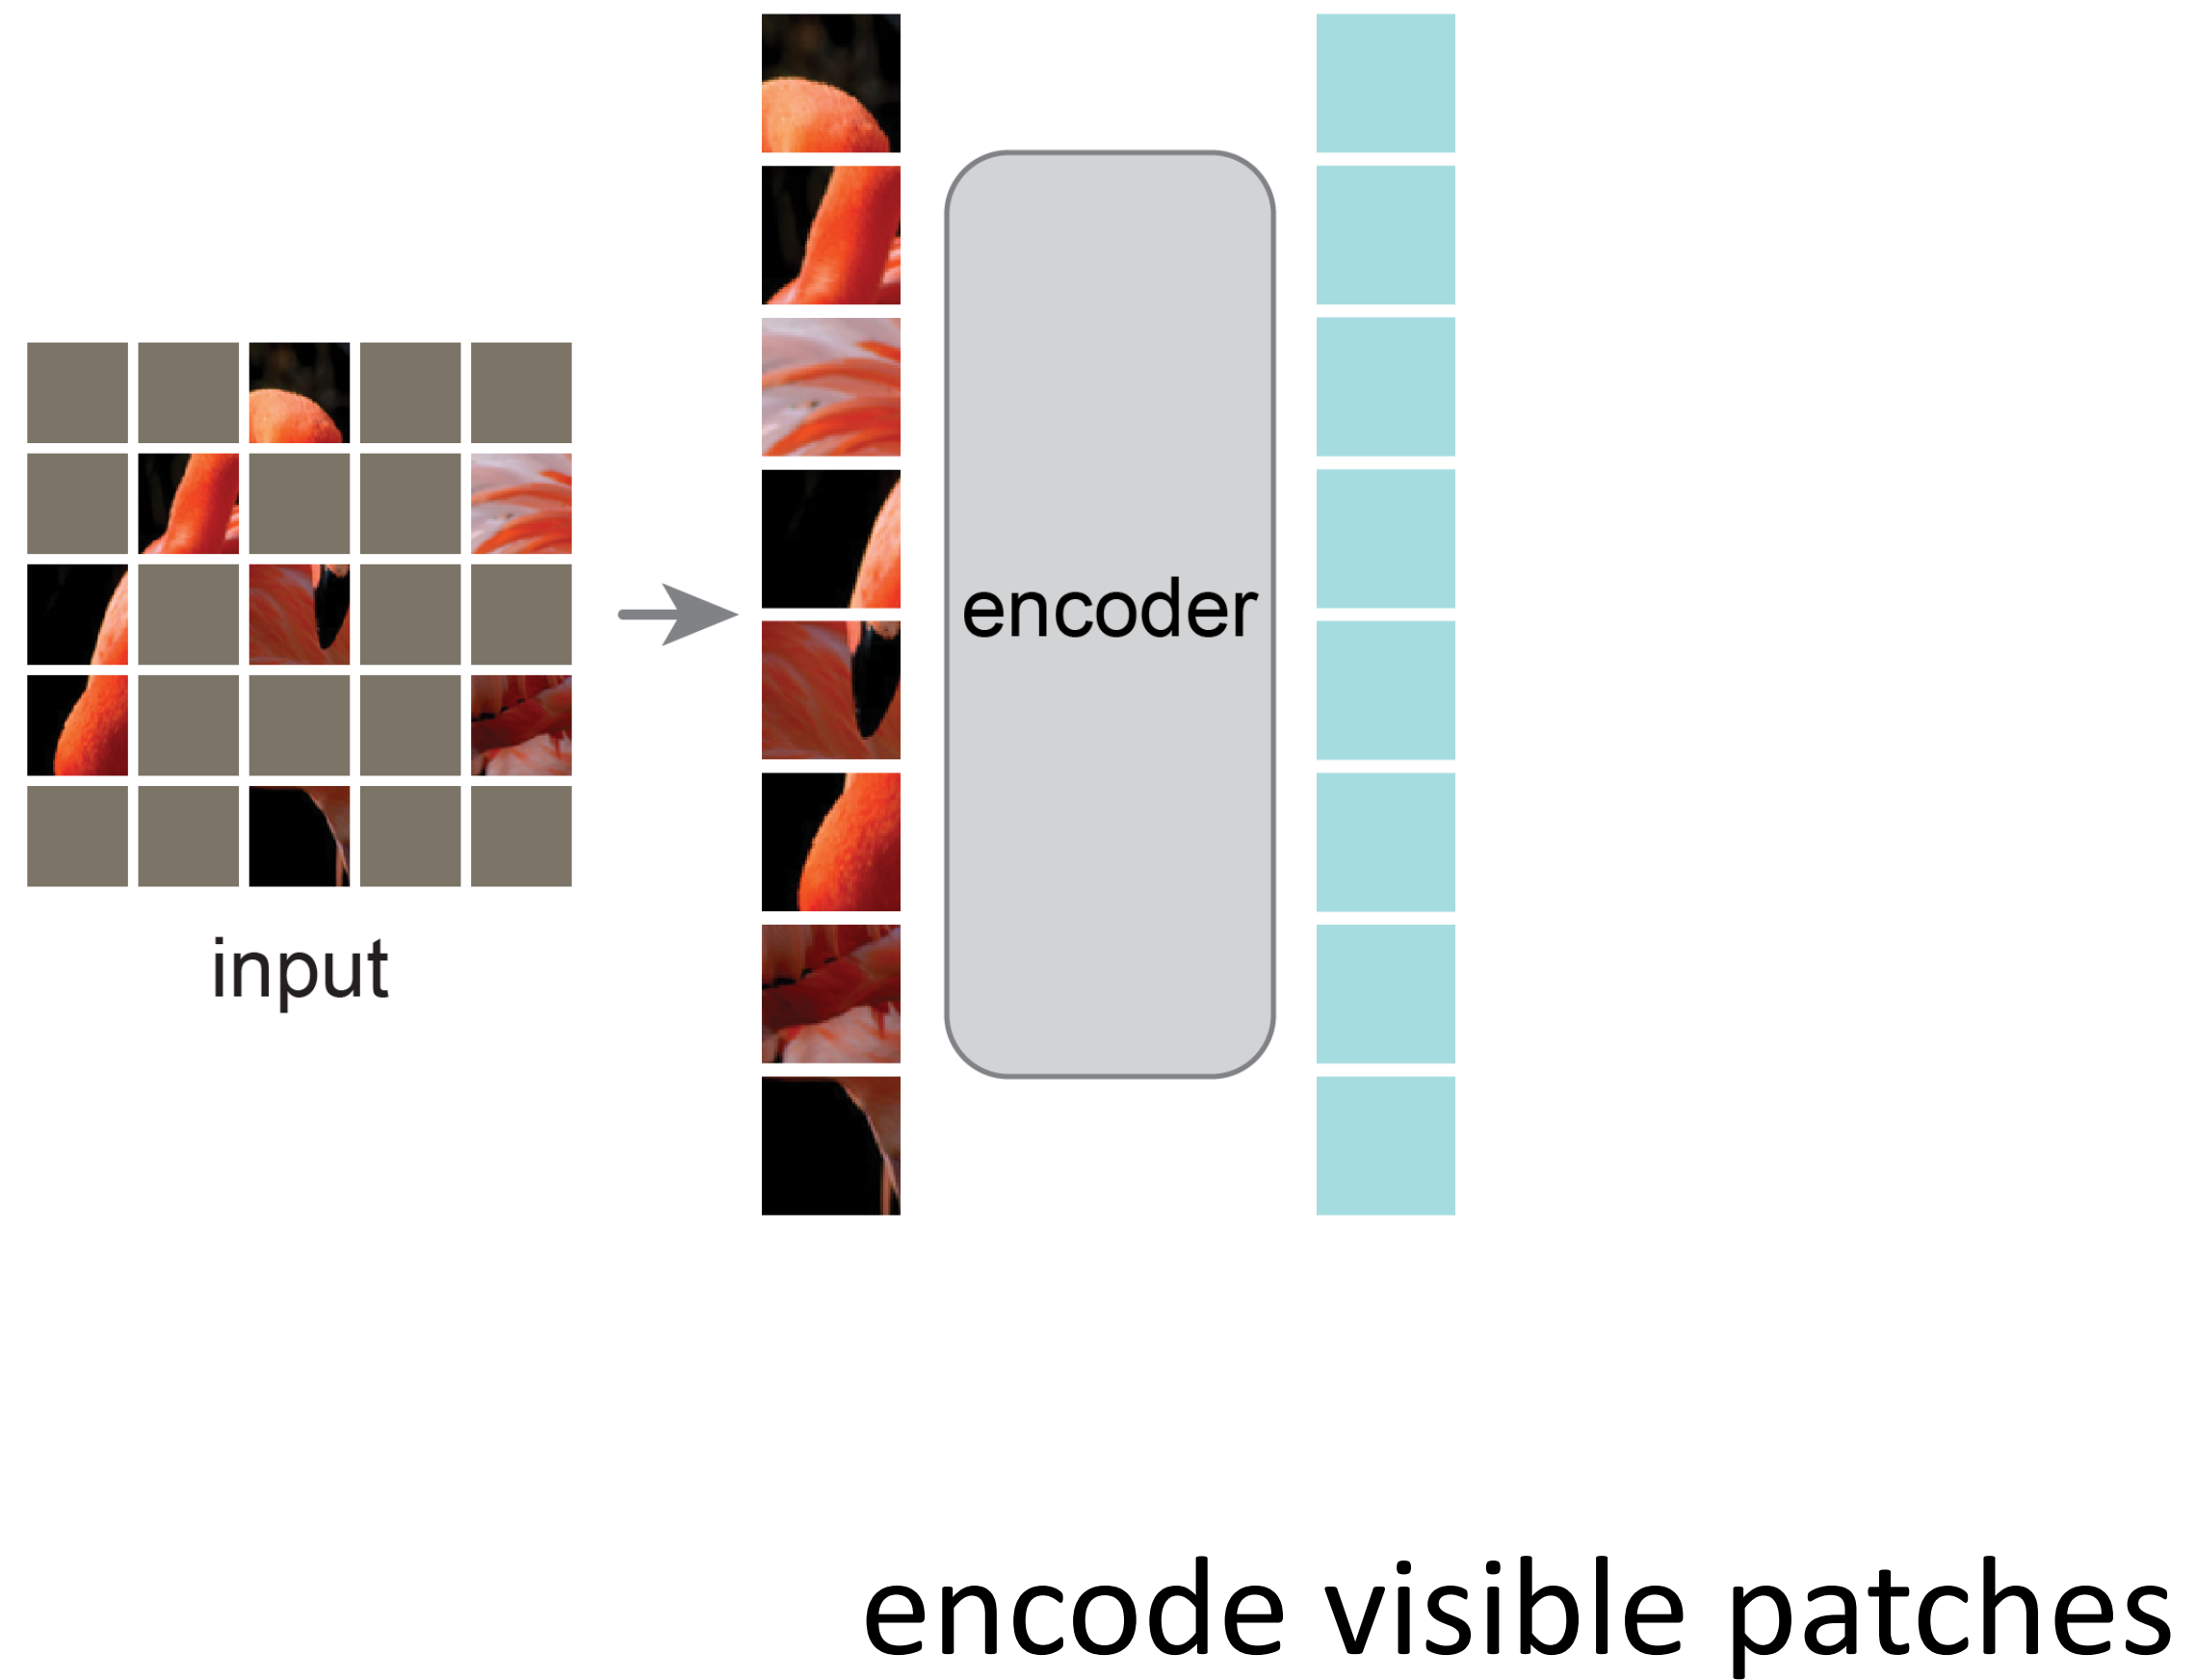 encoder
input
encode visible patches